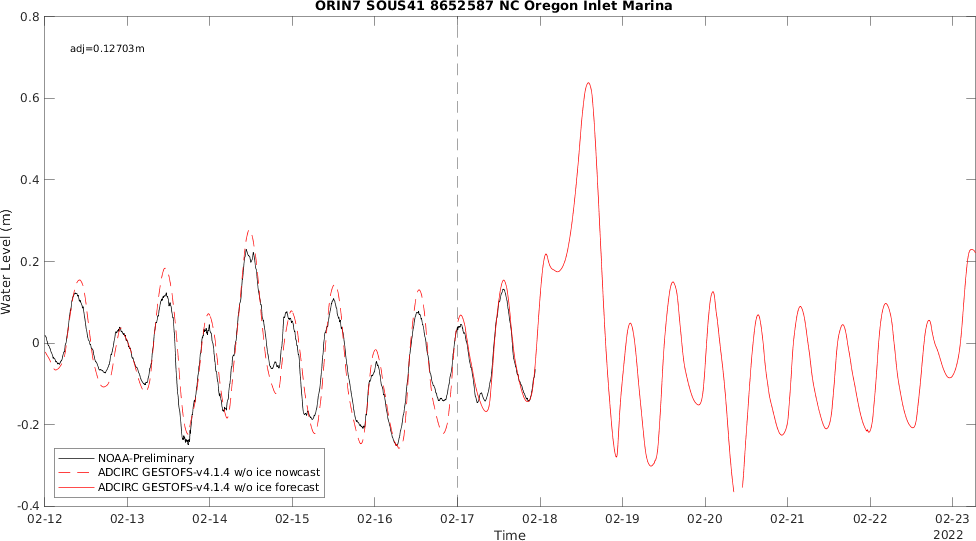 ORIN7 SOUS41 8652587 NC Oregon Inlet Marina
0.8
adj=0.12703m
0.6
0.4
0.2
0
-0.2
-0.4
Water Level (m)
NOAA-Preliminary
ADCIRC GESTOFS-v4.1.4 w/o ice nowcast
ADCIRC GESTOFS-v4.1.4 w/o ice forecast
02-12 02-13 02-14 02-15 02-16 02-17 02-18 02-19 02-20 02-21 02-22 02-23
Time
2022